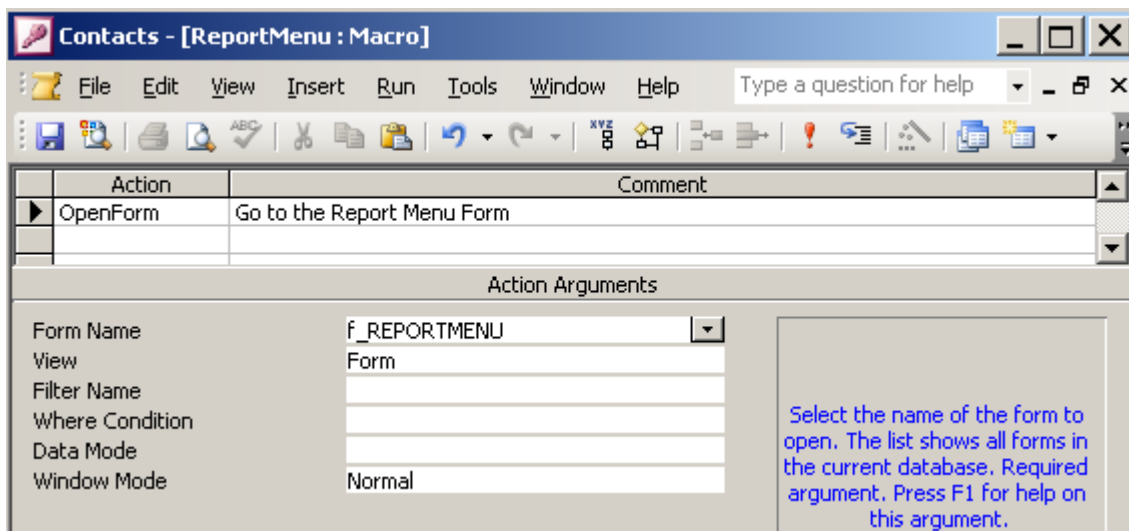 Contacts - [ReportMenu : Macro]
File Edit View Insert Run Tools Window Help Type a question for help
ABC XYZ
Action Comment
OpenForm Go to the Report Menu Form
Action Arguments
Form Name f_REPORTMENU
View Form
Filter Name
Where Condition
Data Mode
Window Mode Normal
Select the name of the form to
open. The list shows all forms in
the current database. Required
argument. Press F1 for help on
this argument.